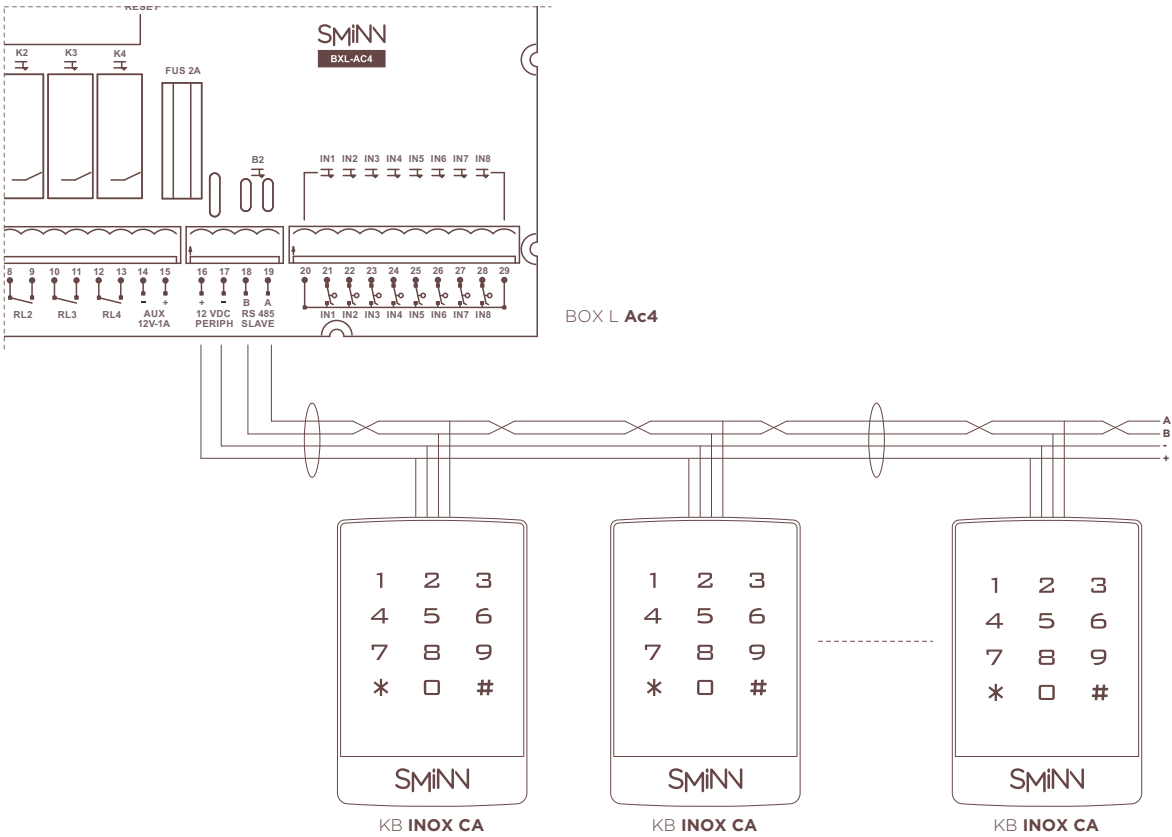 RESET
SMiNN
BXL-AC4
K2 K3 K4
FUS 2A
B2
IN1 IN2 IN3 IN4 IN5 IN6 IN7 IN8
8 9 10 11 12 13 14 15 16 17 18 19 20 21 22 23 24 25 26 27 28 29
- + + - B A
RL2 RL3 RL4 AUX 12 VDC RS 485 IN1 IN2 IN3 IN4 IN5 IN6 IN7 IN8
12V-1A PERIPH SLAVE
BOX L Ac4
A
B
-
+
1 2 3
4 5 6
7 8 9
* 0 #
SMiNN
KB INOX CA
1 2 3
4 5 6
7 8 9
* 0 #
SMiNN
KB INOX CA
1 2 3
4 5 6
7 8 9
* 0 #
SMiNN
KB INOX CA